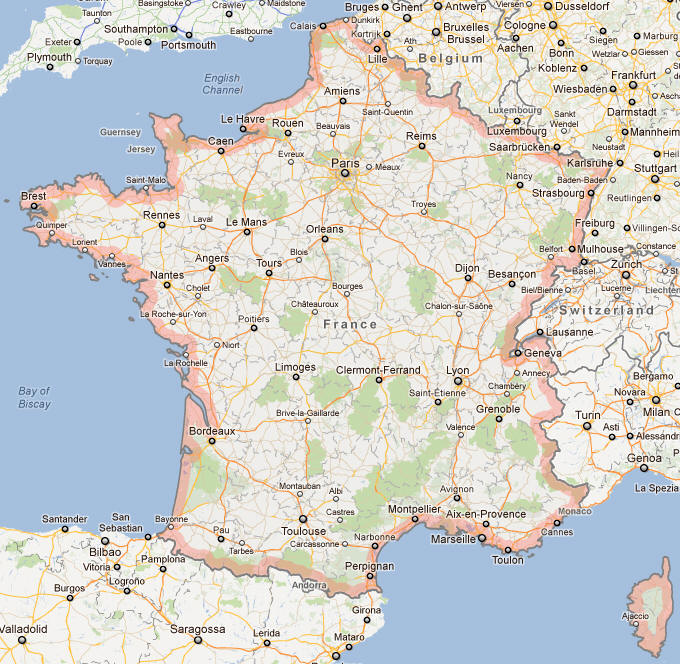 Basingstoke
Maidstone
Crawley
Southampton
Portsmouth
Eastbourne
Exeter
Poole
Plymouth
Torquay
English
Channel
Guernsey
Jersey
Calais
Dunkirk
Bruges
Ghent
Antwerp
Kortrijk
Ath
Bruxelles
Brussel
Belgium
Lille
Viersen
Dusseldorf
Cologne
Aachen
Bonn
Siegen
Marburg
Wetzlar
Giessen
Koblenz
Frankfurt
Wiesbaden
Darmstadt
Mannheim
Neustadt
Sankt
Wendel
Luxembourg
Luxembourg
Saarbrücken
Karlsruhe
Heil
Baden-Baden
Stuttgart
Reutlingen
Strasbourg
Freiburg
Villingen-S
Constance
Mulhouse
Basel
Belfort
Zurich
St
Liechten
Lucerne
Biel/Bienne
Switzerland
Lausanne
Geneva
Amiens
Saint-Quentin
Le Havre
Rouen
Beauvais
Reims
Caen
Evreux
Paris
Meaux
Nancy
Saint-Malo
Brest
Quimper
Lorient
Vannes
Rennes
Laval
Le Mans
Orleans
Troyes
Angers
Tours
Blois
Nantes
Cholet
Bourges
Dijon
Besançon
Châteauroux
Chalon-sur-Saône
La Roche-sur-Yon
Poitiers
France
Niort
La Rochelle
Limoges
Clermont-Ferrand
Lyon
Annecy
Chambéry
Saint-Étienne
Grenoble
Brive-la-Gaillarde
Valence
Bay of
Biscay
Bordeaux
Bergamo
Novara
Milan
Turin
Asti
Alessandri
Genoa
La Spezia
Montauban
Albi
Castres
Toulouse
Carcassonne
Avignon
Montpellier
Aix-en-Provence
Marseille
Toulon
Cannes
Monaco
Narbonne
Perpignan
Bayonne
Pau
Tarbes
Andorra
Santander
San
Sebastian
Bilbao
Vitoria
Pamplona
Logroño
Burgos
Valladolid
Saragossa
Lerida
Girona
Mataro
Barcelona
Ajaccio